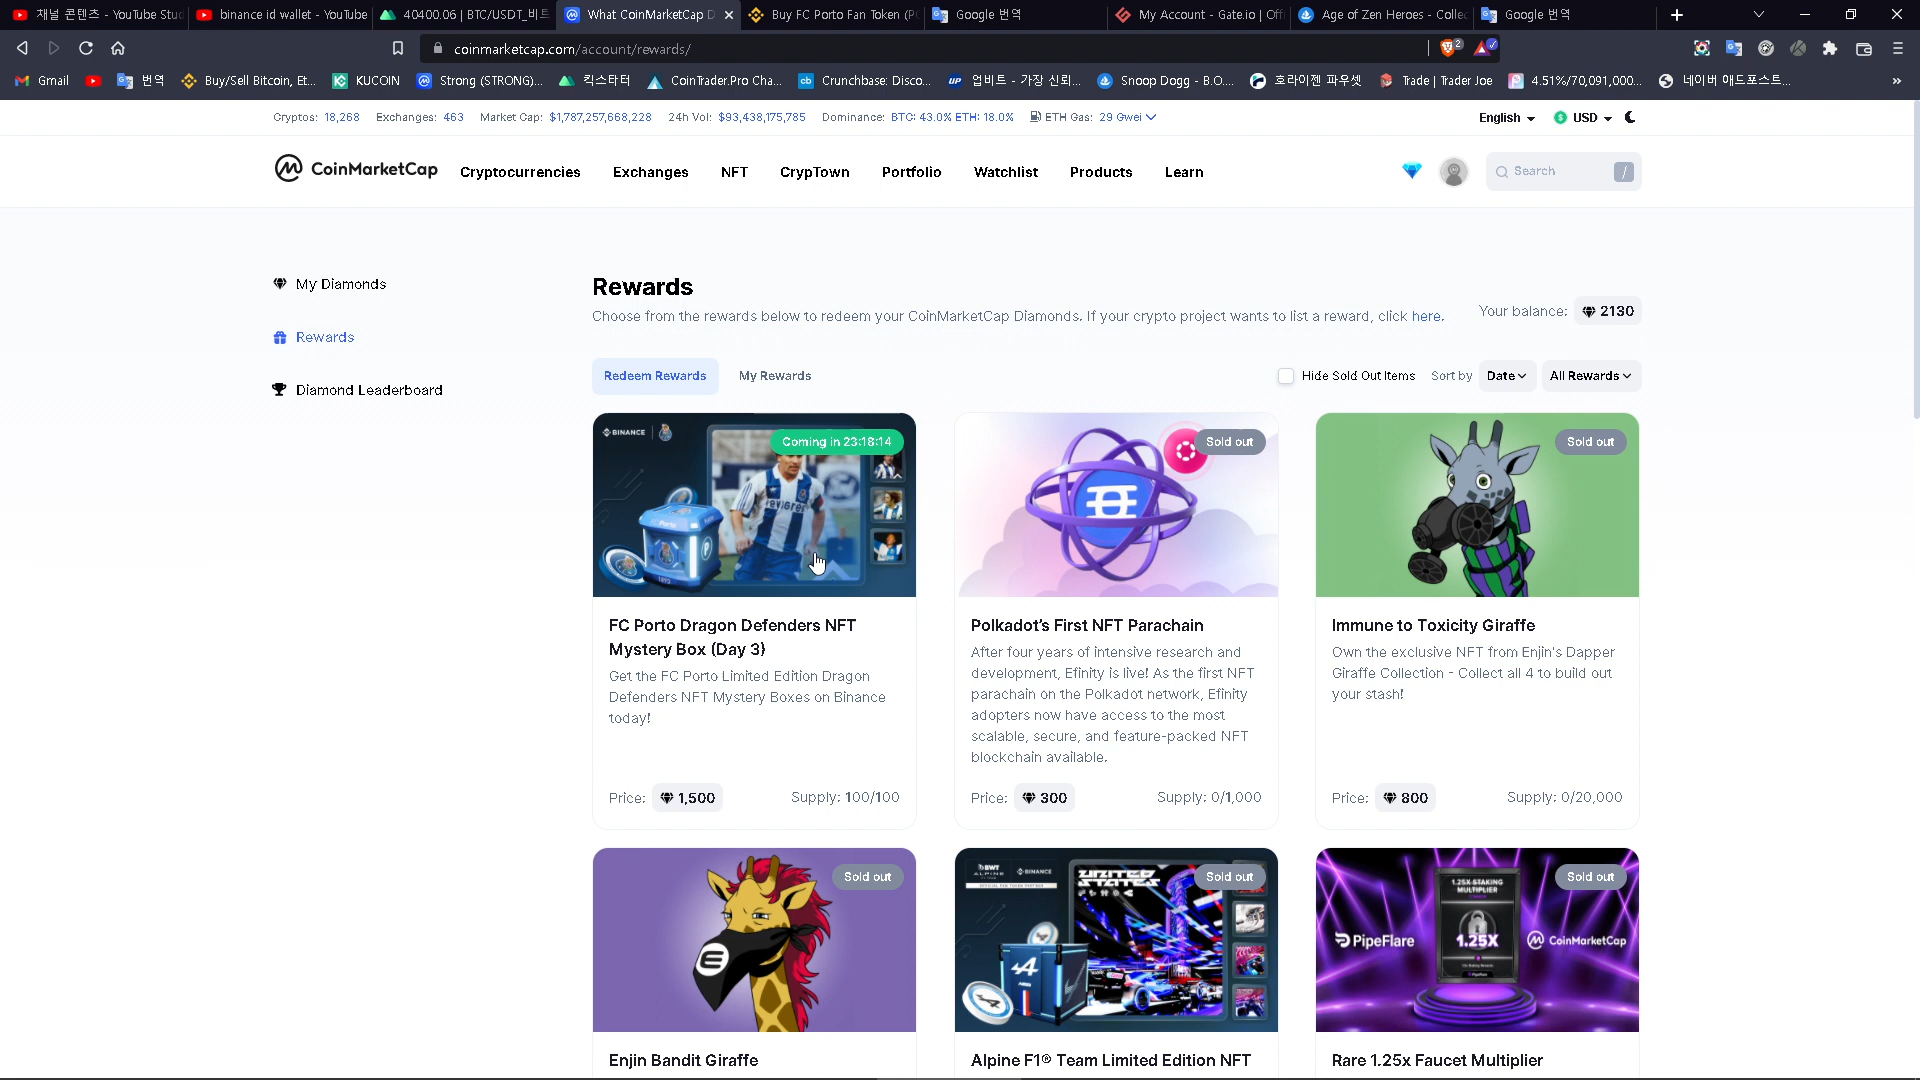 채널 콘텐츠 - YouTube Stud
binance id wallet - YouTube
40400.06 | BTC/USDT_비트
What CoinMarketCap D
Buy FC Porto Fan Token (PO
Google 번역
My Account - Gate.io | Offi
Age of Zen Heroes - Collec
Google 번역
coinmarketcap.com/account/rewards/
2
Gmail
번역
Buy/Sell Bitcoin, Et...
KUCOIN
Strong (STRONG)...
킥스타터
CoinTrader.Pro Cha...
Crunchbase: Disco...
업비트 - 가장 신뢰...
Snoop Dogg - B.O....
호라이젠 파우셋
Trade | Trader Joe
4.51%/70,091,000...
네이버 애드포스트...
»
Cryptos: 18,268
Exchanges: 463
Market Cap: $1,787,257,668,228
24h Vol: $93,438,175,785
Dominance: BTC: 43.0% ETH: 18.0%
ETH Gas: 29 Gwei
English
USD
CoinMarketCap
Cryptocurrencies
Exchanges
NFT
CrypTown
Portfolio
Watchlist
Products
Learn
Search
/
My Diamonds
Rewards
Diamond Leaderboard
Rewards
Choose from the rewards below to redeem your CoinMarketCap Diamonds. If your crypto project wants to list a reward, click here.
Your balance: 2130
Redeem Rewards
My Rewards
Hide Sold Out Items
Sort by
Date
All Rewards
BINANCE
Coming in 23:18:14
FC Porto Dragon Defenders NFT
Mystery Box (Day 3)
Get the FC Porto Limited Edition Dragon
Defenders NFT Mystery Boxes on Binance
today!
Price: 1,500
Supply: 100/100
Sold out
Polkadot's First NFT Parachain
After four years of intensive research and
development, Efinity is live! As the first NFT
parachain on the Polkadot network, Efinity
adopters now have access to the most
scalable, secure, and feature-packed NFT
blockchain available.
Price: 300
Supply: 0/1,000
Sold out
Immune to Toxicity Giraffe
Own the exclusive NFT from Enjin's Dapper
Giraffe Collection - Collect all 4 to build out
your stash!
Price: 800
Supply: 0/20,000
Sold out
Enjin Bandit Giraffe
BWT
ALPINE
BINANCE
UNITED
STATES
Sold out
Alpine F1® Team Limited Edition NFT
1.25X STAKING
MULTIPLIER
Sold out
PipeFlare
1.25X
CoinMarketCap
Rare 1.25x Faucet Multiplier